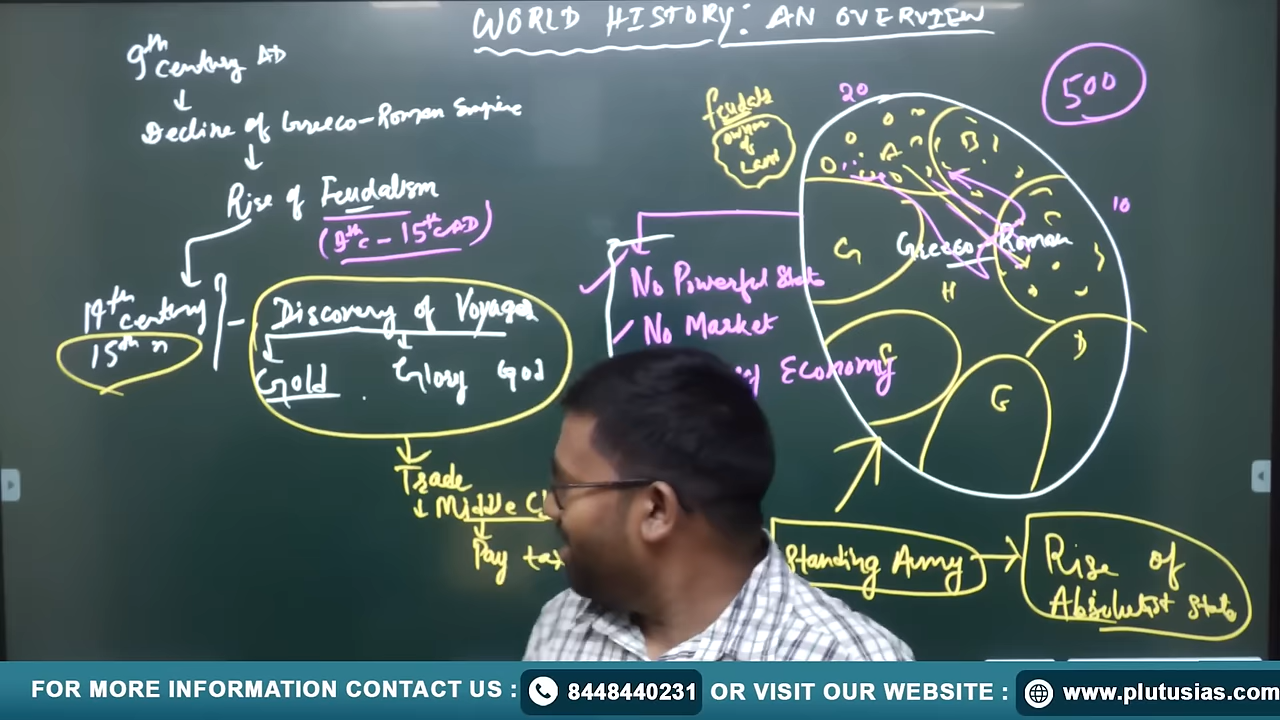 WORLD HISTORY: AN OVERVIEW
9th century AD
↓
Decline of Greeco-Roman Empire
↓
Rise of Feudalism
(9th c - 15th c AD)
14th century
15th n
Discovery of Voyages
Gold Glory God
↓
Trade
↓ Middle C
Pay tax
Feudals
owner
of
Land
20
500
10
A
B
C
G
Greeco-Roman
H
D
G
No Powerful State
No Market
Economy
Standing Army → Rise of
Absolutist State
FOR MORE INFORMATION CONTACT US : 8448440231 OR VISIT OUR WEBSITE : www.plutusias.com